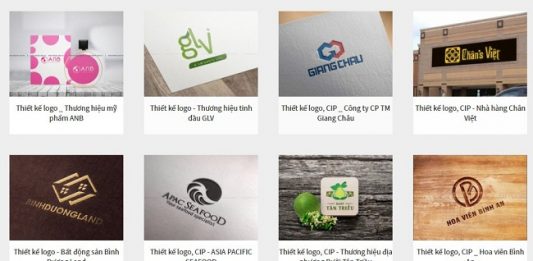 ANB
glv
GIANG CHÂU
Chân's Việt
Thiết kế logo _ Thương hiệu mỹ
phẩm ANB
Thiết kế logo - Thương hiệu tinh
dầu GLV
Thiết kế logo, CIP _ Công ty CP TM
Giang Châu
Thiết kế logo, CIP - Nhà hàng Chân
Việt
BINHDUONGLAND
APAC SEAFOOD
Your seafood specialist
TÂN TRIỀU
HOA VIÊN BÌNH AN
Thiết kế logo - Bất động sản Bình
Thiết kế logo, CIP - ASIA PACIFIC
SEAFOOD
Thiết kế logo, CIP - Thương hiệu địa
Thiết kế logo, CIP _ Hoa viên Bình